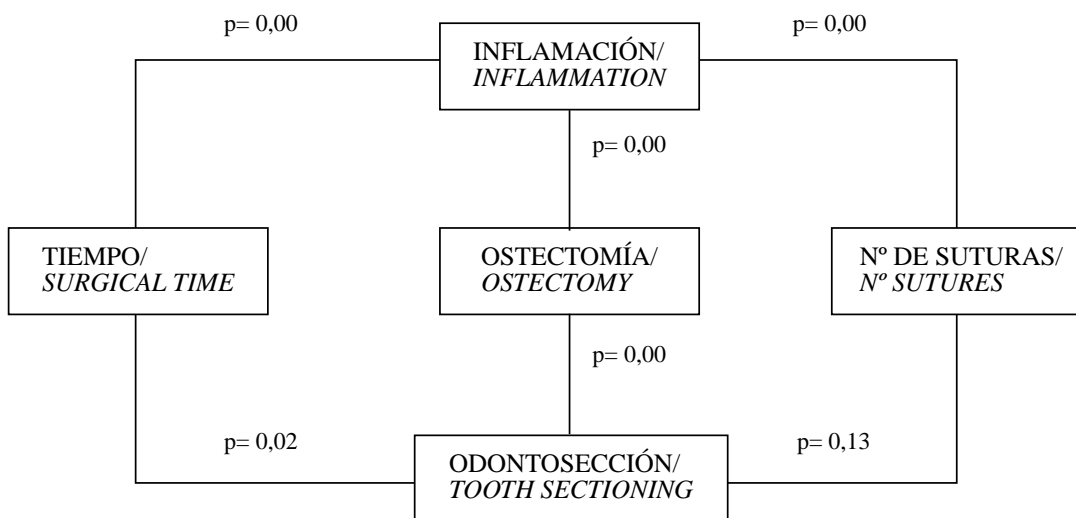 p= 0,00
p= 0,00
INFLAMACIÓN/
INFLAMMATION
p= 0,00
TIEMPO/
SURGICAL TIME
OSTECTOMÍA/
OSTECTOMY
Nº DE SUTURAS/
Nº SUTURES
p= 0,00
p= 0,02
p= 0,13
ODONTOSECCIÓN/
TOOTH SECTIONING